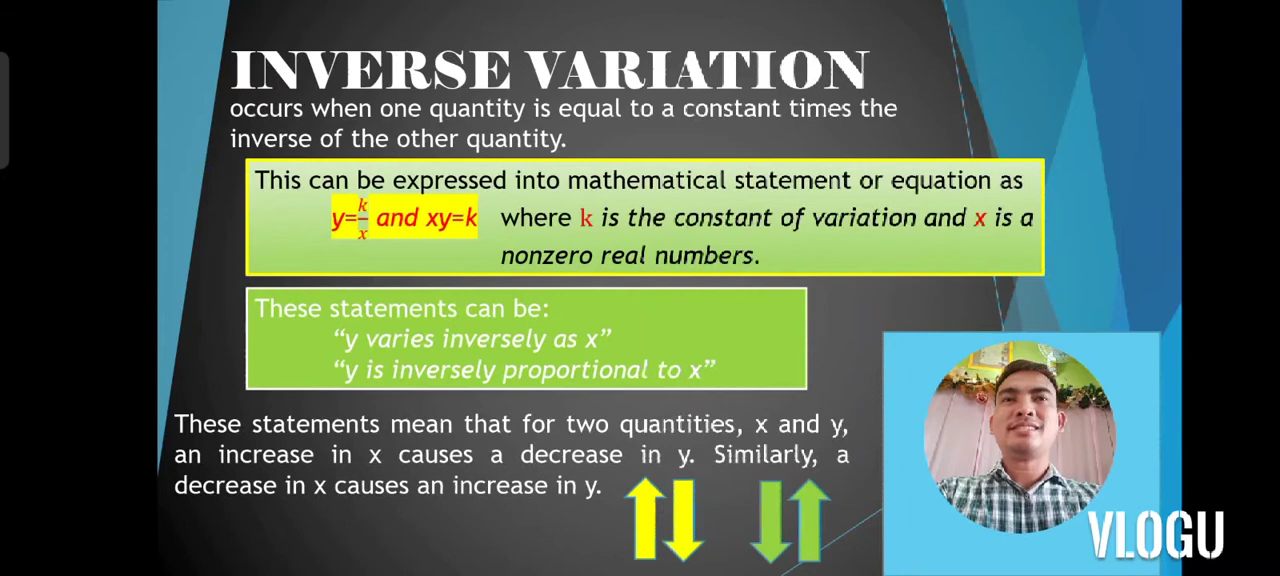 INVERSE VARIATION
occurs when one quantity is equal to a constant times the
inverse of the other quantity.
This can be expressed into mathematical statement or equation as
y=k/x and xy=k where k is the constant of variation and x is a
nonzero real numbers.
These statements can be:
“y varies inversely as x”
“y is inversely proportional to x”
These statements mean that for two quantities, x and y,
an increase in x causes a decrease in y. Similarly, a
decrease in x causes an increase in y.
VLOGU